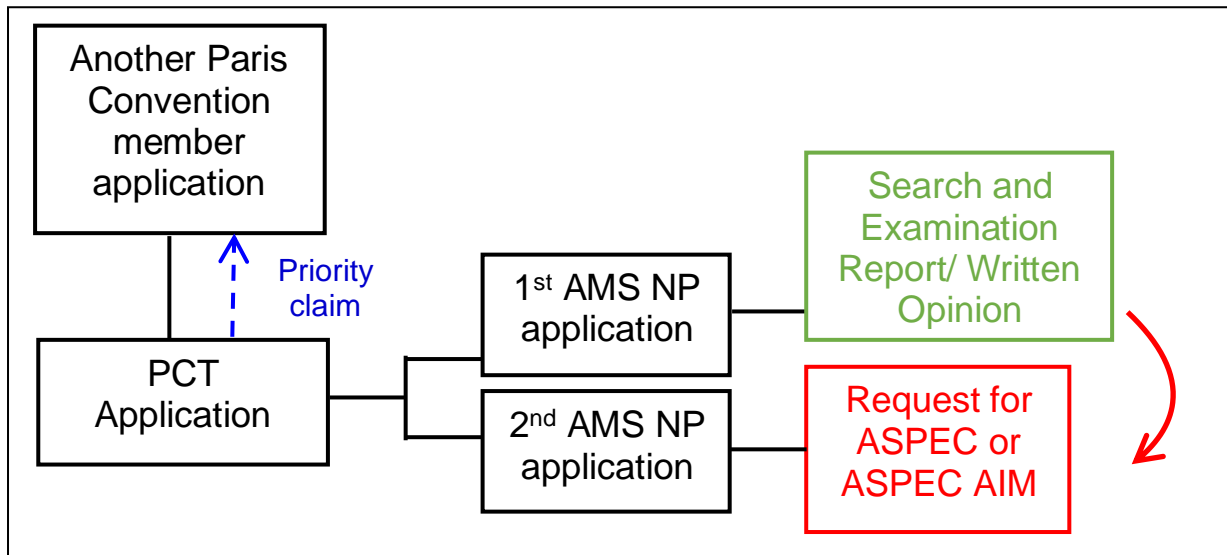 Another Paris
Convention
member
application
Priority
claim
PCT
Application
1st AMS NP
application
2nd AMS NP
application
Search and
Examination
Report/ Written
Opinion
Request for
ASPEC or
ASPEC AIM